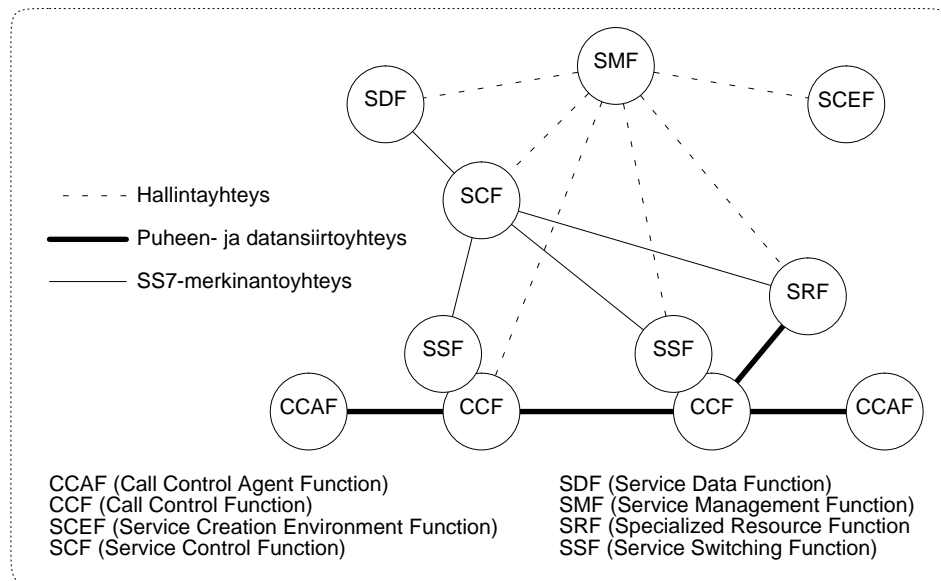 SMF
SDF
SCEF
SCF
Hallintayhteys
Puheen- ja datansiirtoyhteys
SS7-merkinantoyhteys
SRF
SSF
SSF
CCAF
CCF
CCF
CCAF
CCAF (Call Control Agent Function)
CCF (Call Control Function)
SCEF (Service Creation Environment Function)
SCF (Service Control Function)
SDF (Service Data Function)
SMF (Service Management Function)
SRF (Specialized Resource Function
SSF (Service Switching Function)